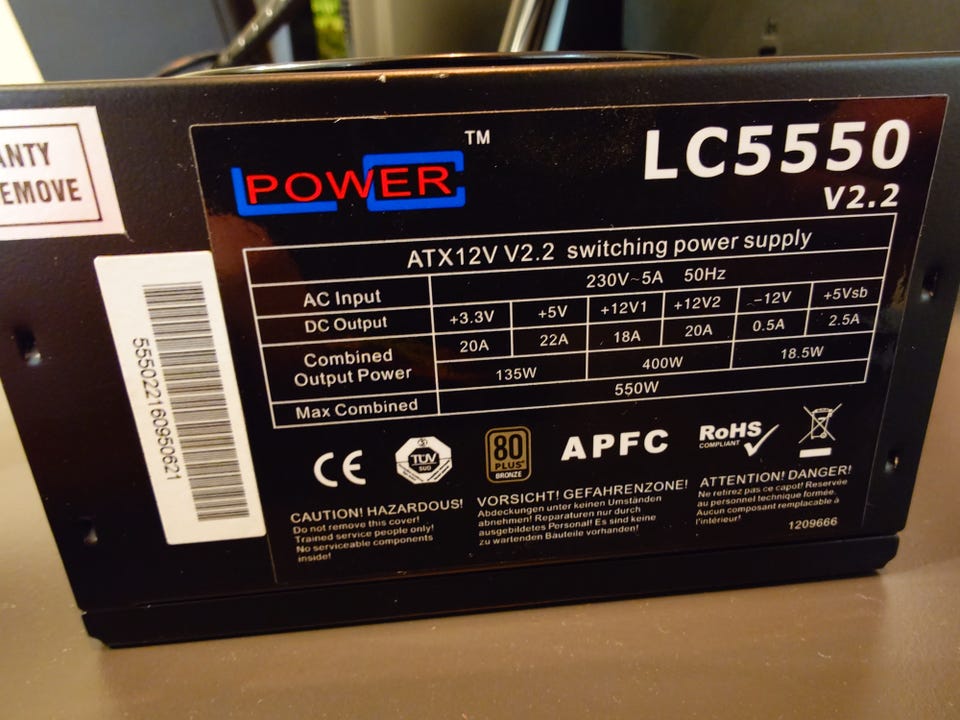 ANTY
EMOVE
555022160950621
POWER
TM
LC5550
V2.2
ATX12V V2.2 switching power supply
AC Input 230V~5A 50Hz
DC Output +3.3V +5V +12V1 +12V2 -12V +5Vsb
20A 22A 18A 20A 0.5A 2.5A
Combined
Output Power 135W 400W 18.5W
Max Combined 550W
CE
TÜV
SÜD
80
PLUS
BRONZE
APFC
RoHS
COMPLIANT
CAUTION! HAZARDOUS!
Do not remove this cover!
Trained service people only!
No serviceable components
inside!
VORSICHT! GEFAHRENZONE!
Abdeckungen unter keinen Umständen
abnehmen! Reparaturen nur durch
ausgebildetes Personal! Es sind keine
zu wartenden Bauteile vorhanden!
ATTENTION! DANGER!
Ne retirez pas ce capot! Reservée
au personnel technique formée.
Aucun composant remplacable à
l'intérieur!
1209666